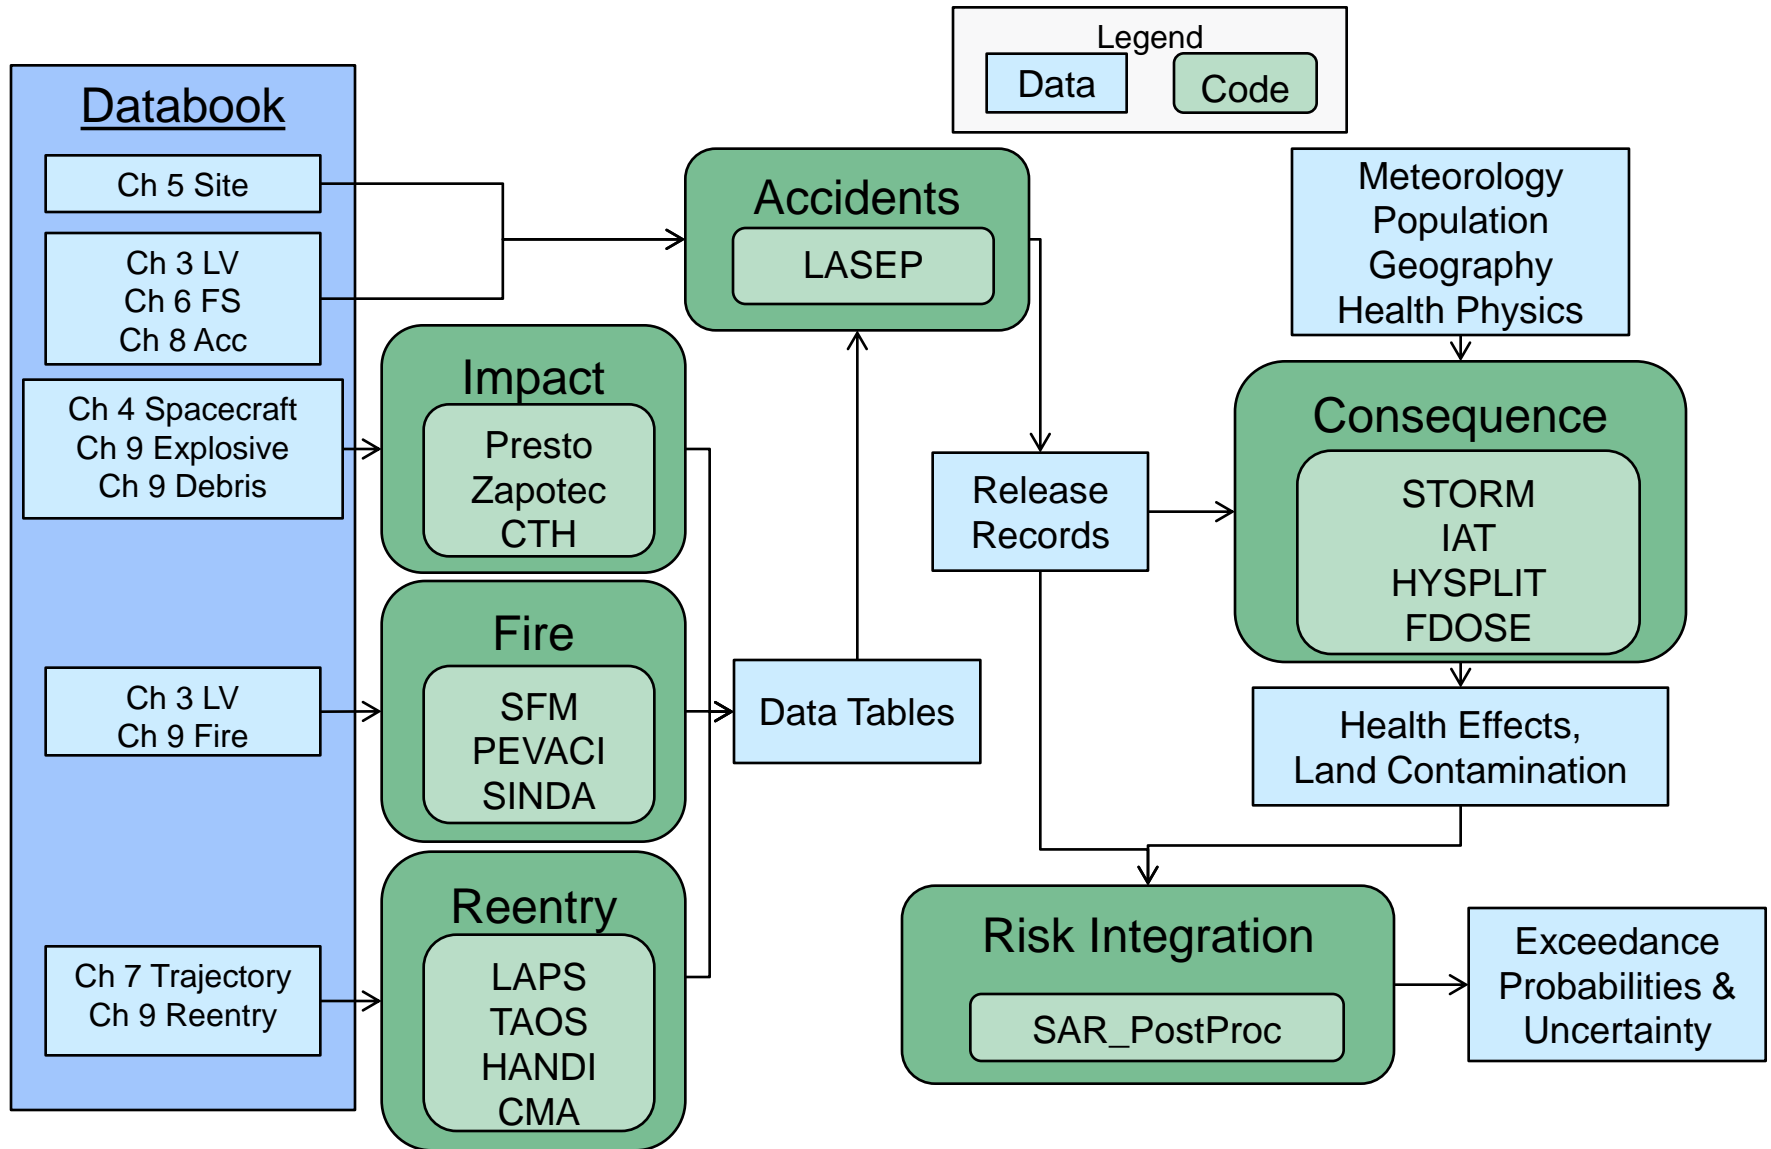 Legend
Data
Code
Databook
Ch 5 Site
Ch 3 LV
Ch 6 FS
Ch 8 Acc
Ch 4 Spacecraft
Ch 9 Explosive
Ch 9 Debris
Ch 3 LV
Ch 9 Fire
Ch 7 Trajectory
Ch 9 Reentry
Impact
Presto
Zapotec
CTH
Fire
SFM
PEVACI
SINDA
Reentry
LAPS
TAOS
HANDI
CMA
Accidents
LASEP
Data Tables
Release
Records
Meteorology
Population
Geography
Health Physics
Consequence
STORM
IAT
HYSPLIT
FDOSE
Health Effects,
Land Contamination
Risk Integration
SAR_PostProc
Exceedance
Probabilities &
Uncertainty